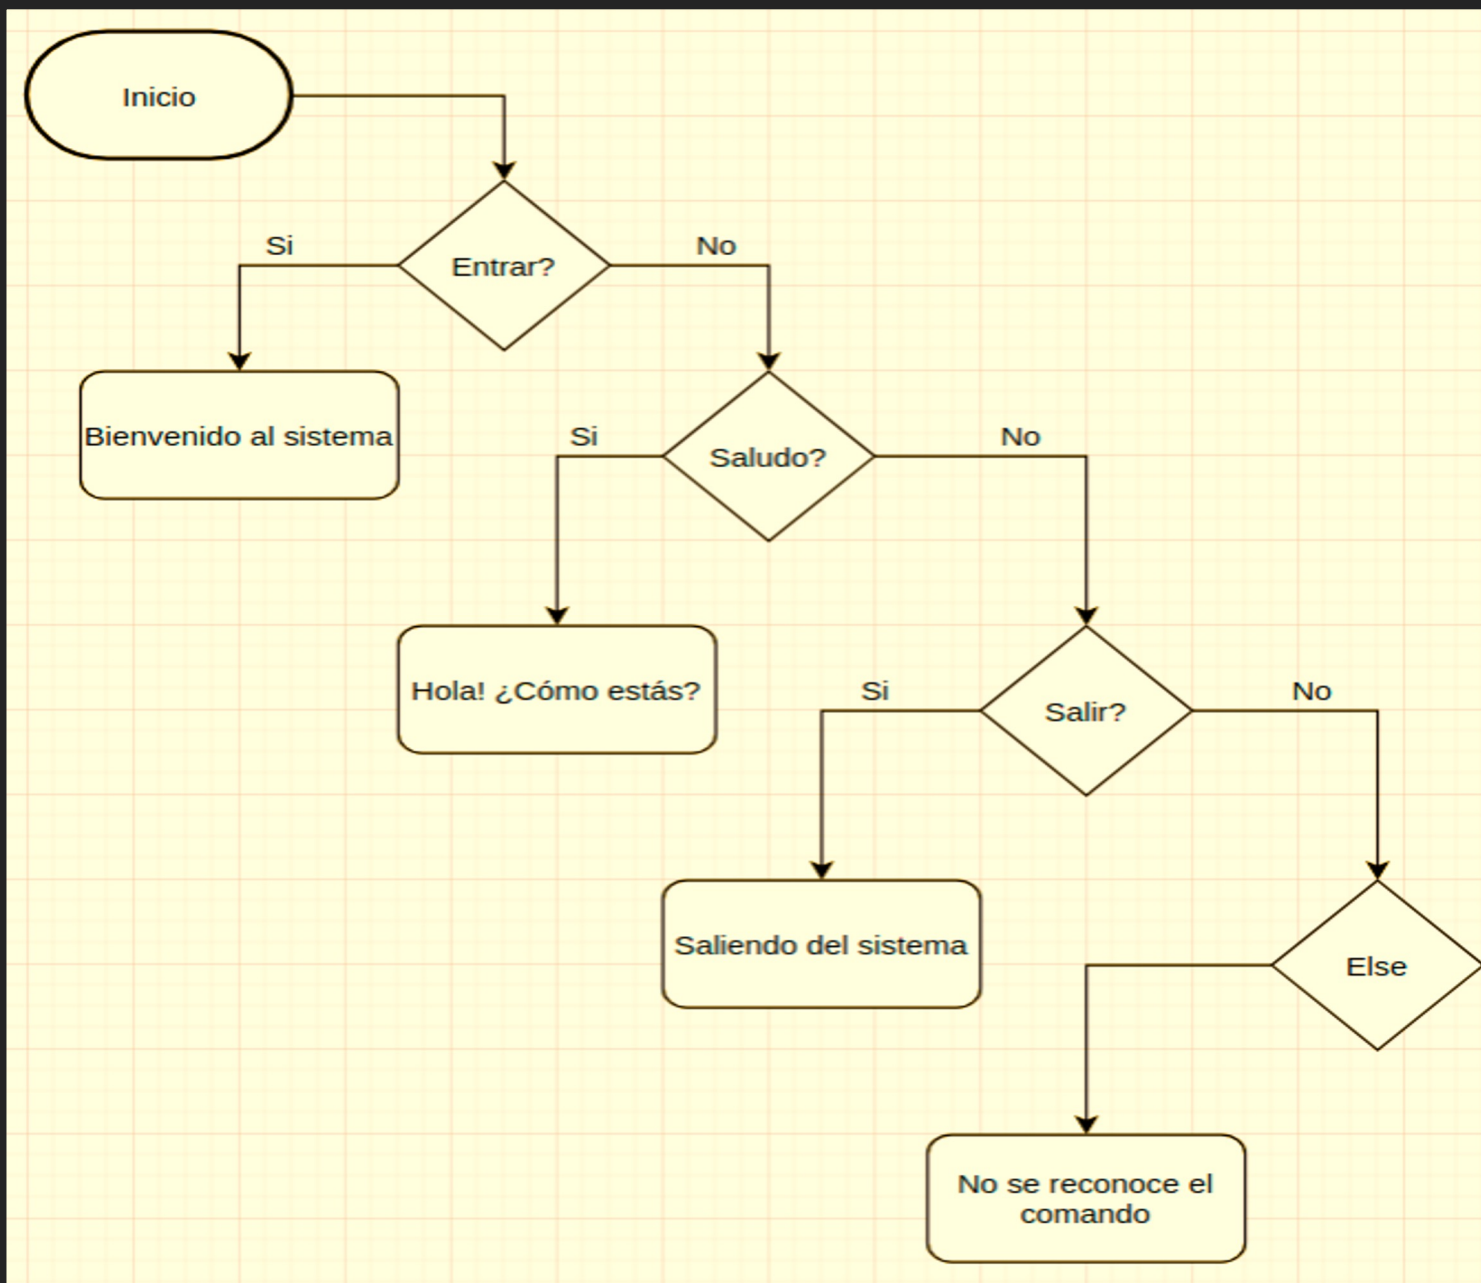 Inicio
Entrar?
Si
No
Bienvenido al sistema
Saludo?
Si
No
Hola! ¿Cómo estás?
Salir?
Si
No
Saliendo del sistema
Else
No se reconoce el
comando